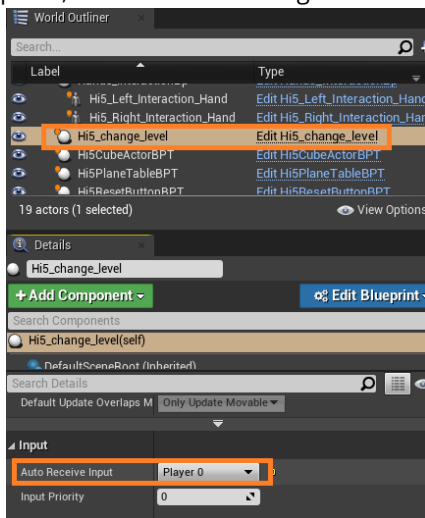 World Outliner
Search...
Label Type
Hi5_Left_Interaction_Hand Edit Hi5_Left_Interaction_Hand
Hi5_Right_Interaction_Hand Edit Hi5_Right_Interaction_Har
Hi5_change_level Edit Hi5_change_level
Hi5CubeActorBPT Edit Hi5CubeActorBPT
Hi5PlaneTableBPT Edit Hi5PlaneTableBPT
Hi5ResetButtonBPT Edit Hi5ResetButtonBPT
19 actors (1 selected) View Options
Details
Hi5_change_level
+Add Component Edit Blueprint
Search Components
Hi5_change_level(self)
DefaultSceneRoot (Inherited)
Search Details
Default Update Overlaps M Only Update Movable
Input
Auto Receive Input Player 0
Input Priority 0